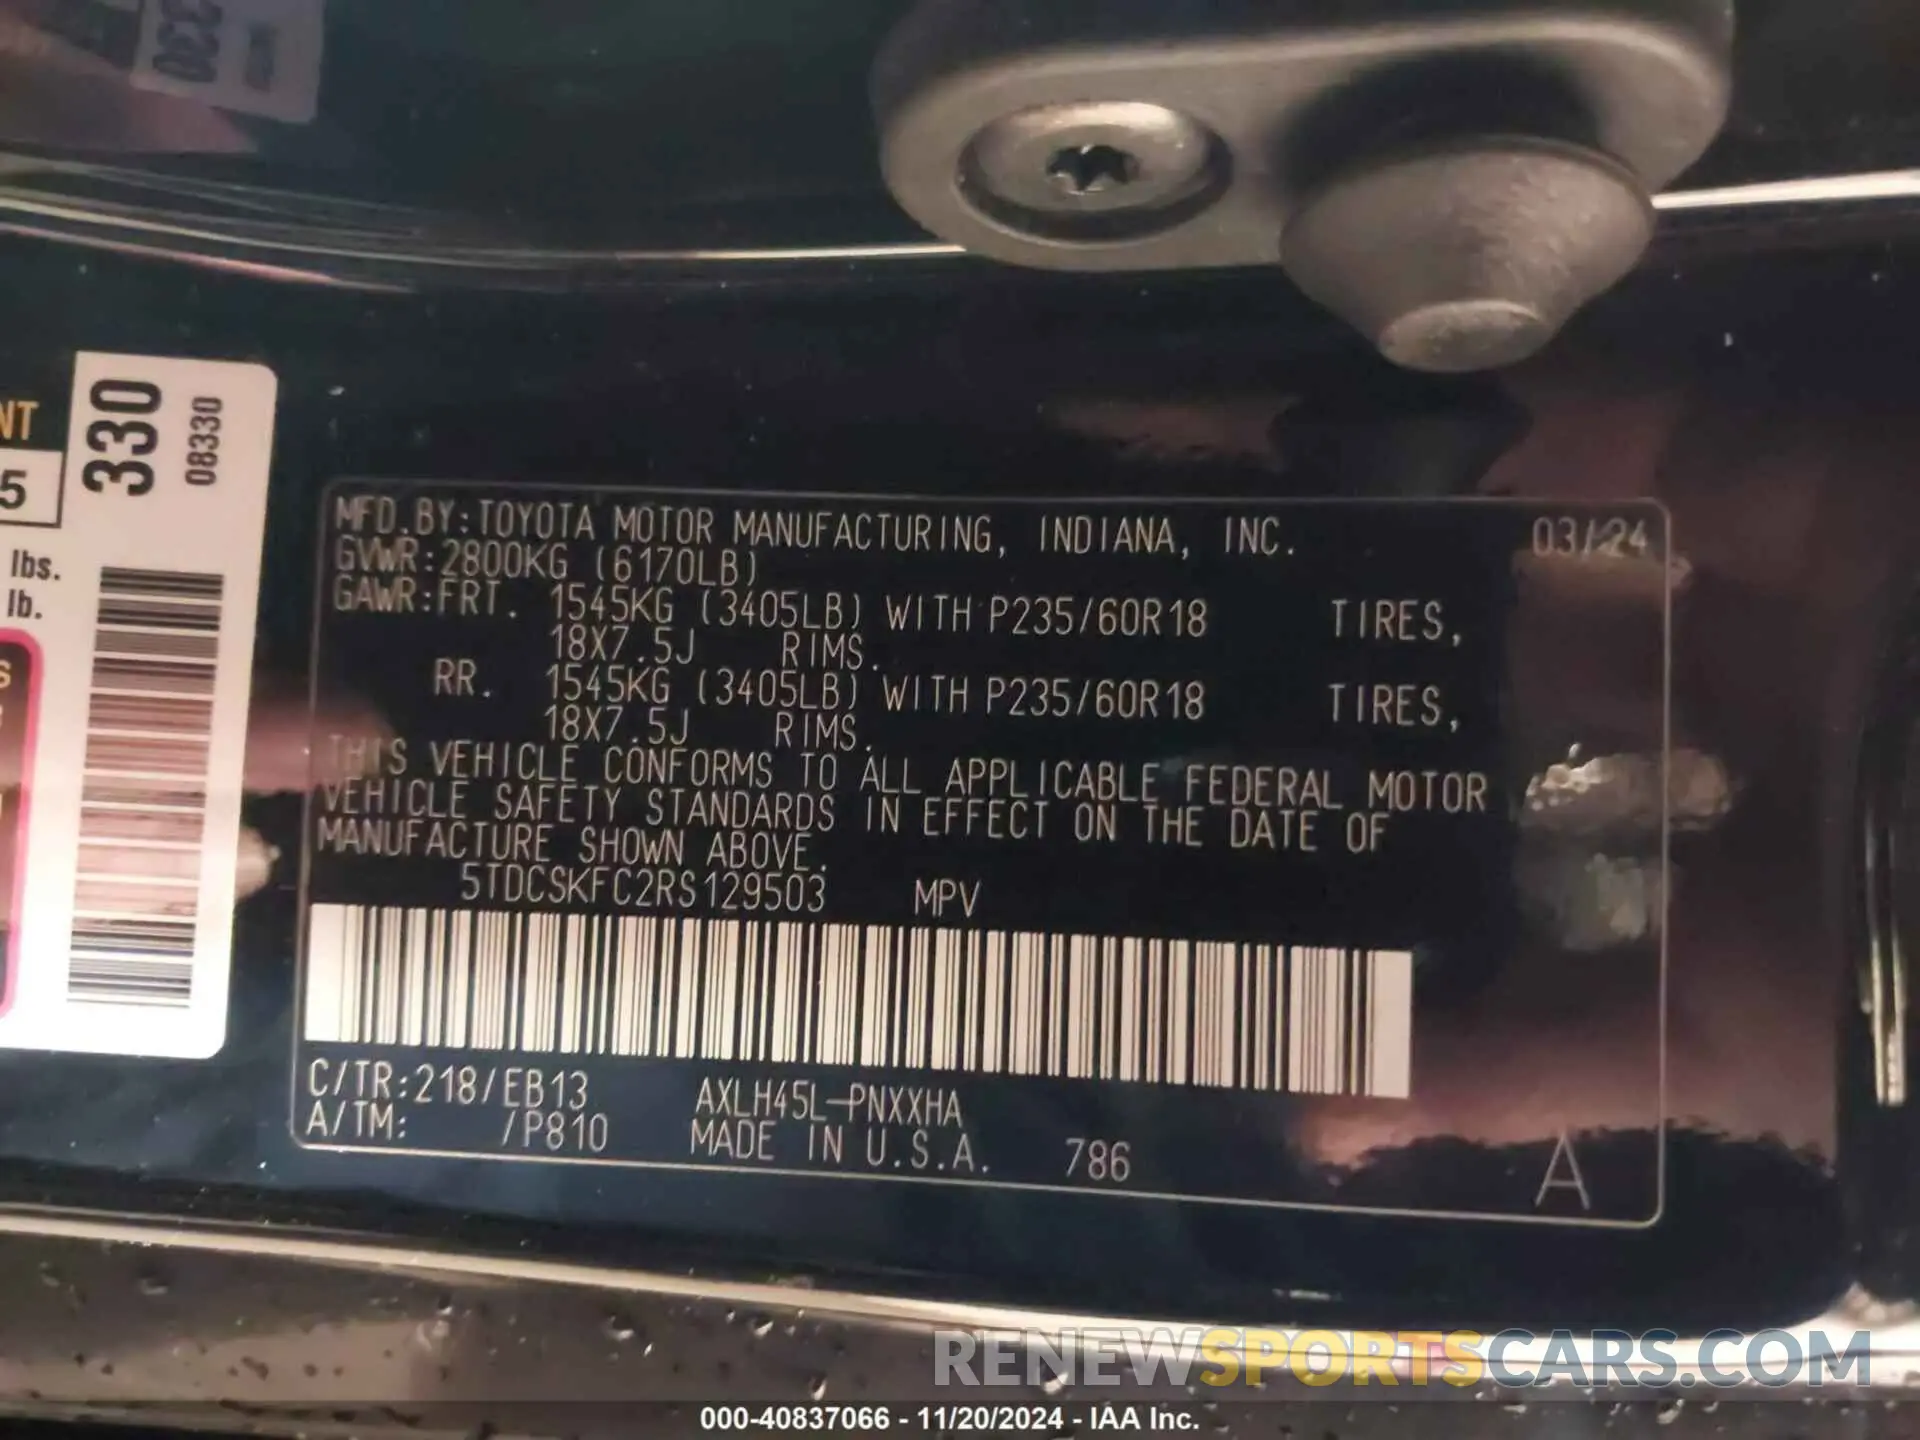 330
08330
NT
5
lbs.
lb.
MFD.BY:TOYOTA MOTOR MANUFACTURING, INDIANA, INC. 03/24
GVWR:2800KG (6170LB)
GAWR:FRT. 1545KG (3405LB) WITH P235/60R18 TIRES,
18X7.5J RIMS.
RR. 1545KG (3405LB) WITH P235/60R18 TIRES,
18X7.5J RIMS.
THIS VEHICLE CONFORMS TO ALL APPLICABLE FEDERAL MOTOR
VEHICLE SAFETY STANDARDS IN EFFECT ON THE DATE OF
MANUFACTURE SHOWN ABOVE.
5TDCSKFC2RS129503 MPV
C/TR:218/EB13 AXLH45L-PNXXHA
A/TM: /P810 MADE IN U.S.A. 786 A
RENEWSPORTSCARS.COM
000-40837066 - 11/20/2024 - IAA Inc.